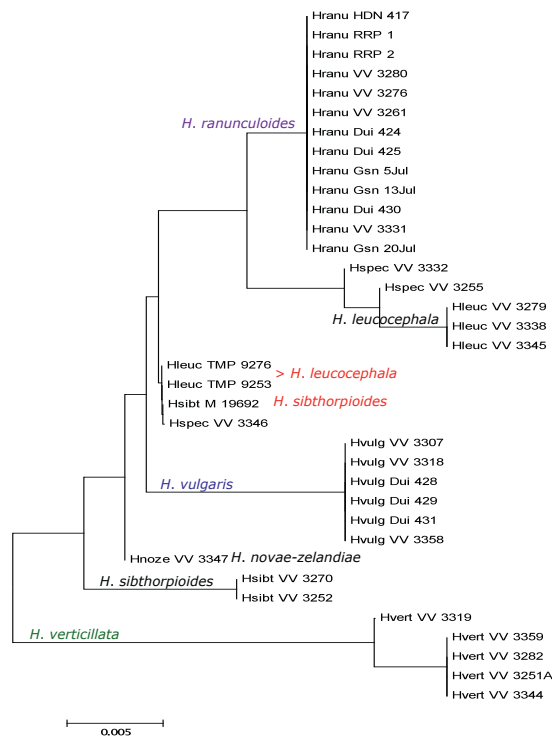 Hranu HDN 417
Hranu RRP 1
Hranu RRP 2
Hranu VV 3280
Hranu VV 3276
Hranu VV 3261
H. ranunculoides Hranu Dui 424
Hranu Dui 425
Hranu Gsn 5Jul
Hranu Gsn 13Jul
Hranu Dui 430
Hranu VV 3331
Hranu Gsn 20Jul
Hspec VV 3332
Hspec VV 3255
Hleuc VV 3279
H. leucocephala Hleuc VV 3338
Hleuc VV 3345
Hleuc TMP 9276
> H. leucocephala
Hleuc TMP 9253
Hsibt M 19692 H. sibthorpioides
Hspec VV 3346
Hvulg VV 3307
Hvulg VV 3318
H. vulgaris Hvulg Dui 428
Hvulg Dui 429
Hvulg Dui 431
Hvulg VV 3358
Hnoze VV 3347 H. novae-zelandiae
H. sibthorpioides Hsibt VV 3270
Hsibt VV 3252
Hvert VV 3319
H. verticillata Hvert VV 3359
Hvert VV 3282
Hvert VV 3251A
Hvert VV 3344
0.005